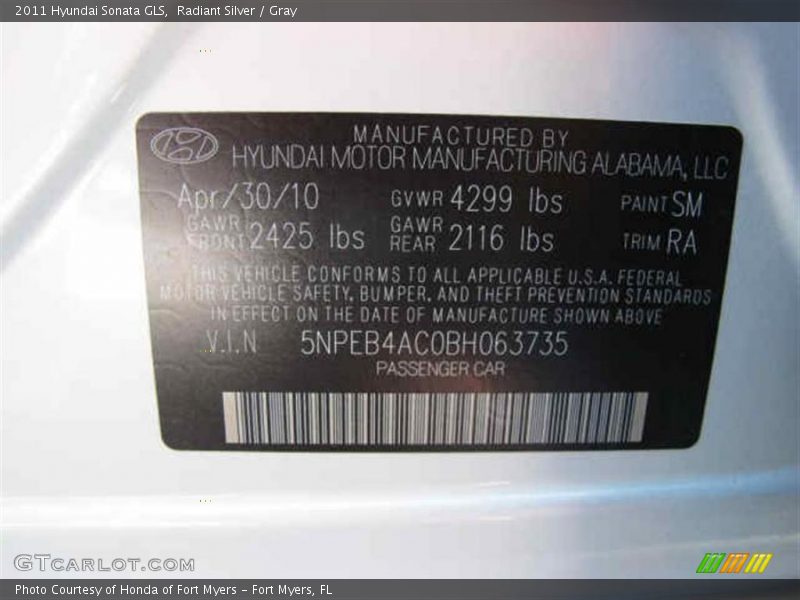 2011 Hyundai Sonata GLS, Radiant Silver / Gray
MANUFACTURED BY
HYUNDAI MOTOR MANUFACTURING ALABAMA, LLC
Apr/30/10 GVWR 4299 lbs PAINT SM
GAWR FRONT 2425 lbs GAWR REAR 2116 lbs TRIM RA
THIS VEHICLE CONFORMS TO ALL APPLICABLE U.S.A. FEDERAL
MOTOR VEHICLE SAFETY, BUMPER, AND THEFT PREVENTION STANDARDS
IN EFFECT ON THE DATE OF MANUFACTURE SHOWN ABOVE
V.I.N 5NPEB4AC0BH063735
PASSENGER CAR
GTCARLOT.COM
Photo Courtesy of Honda of Fort Myers – Fort Myers, FL